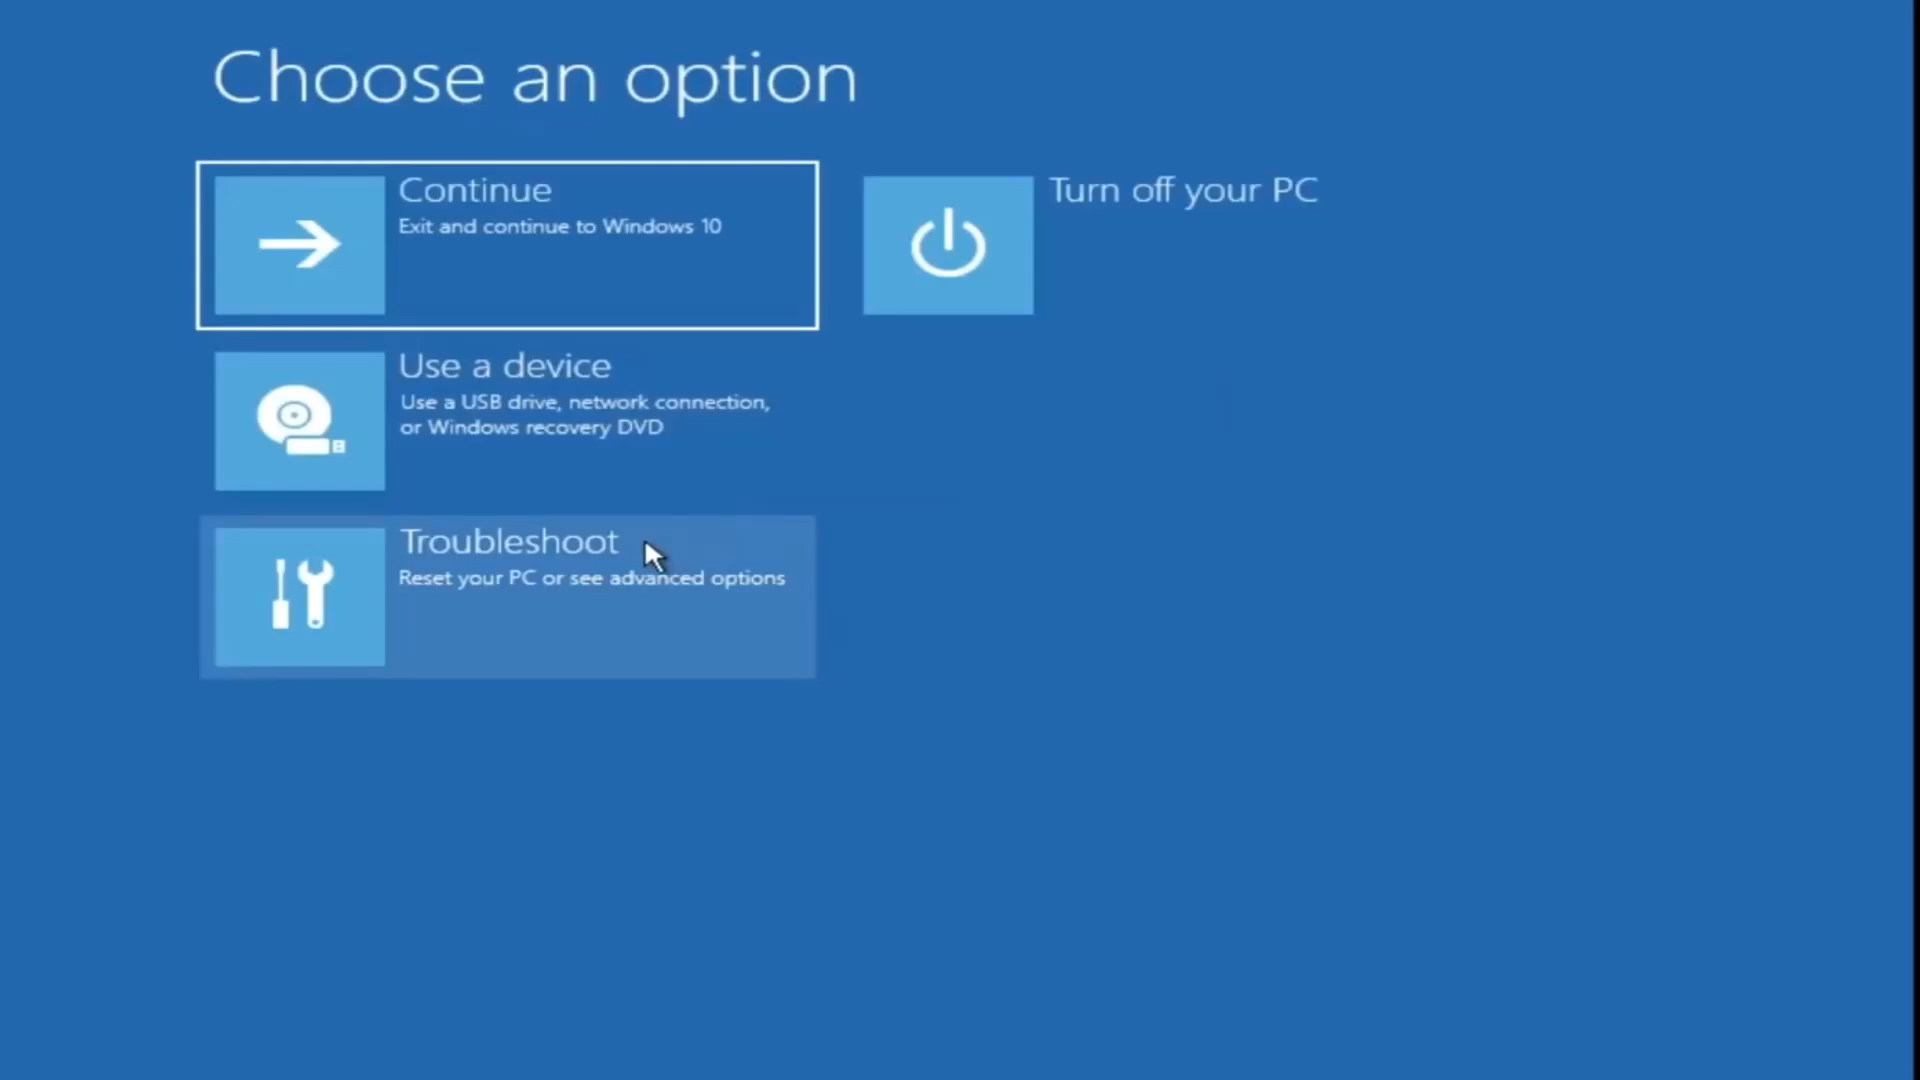 Choose an option
Continue
Exit and continue to Windows 10
Turn off your PC
Use a device
Use a USB drive, network connection,
or Windows recovery DVD
Troubleshoot
Reset your PC or see advanced options